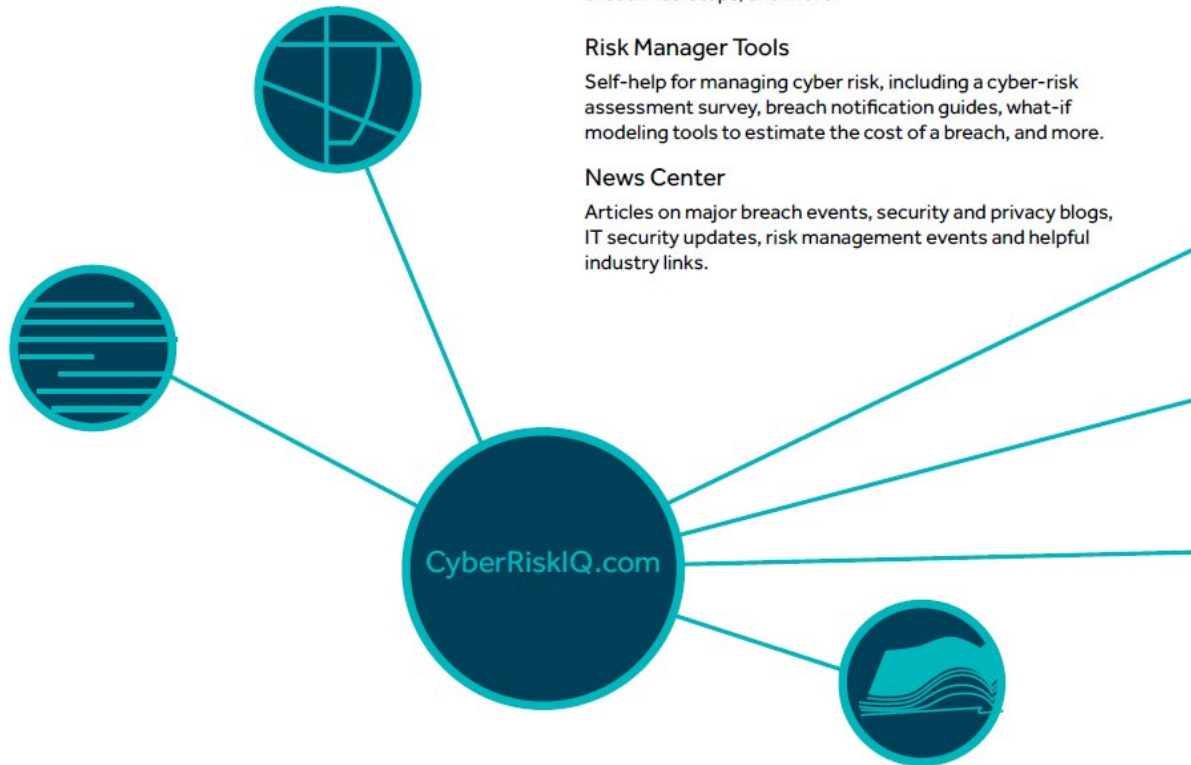 Risk Manager Tools
Self-help for managing cyber risk, including a cyber-risk
assessment survey, breach notification guides, what-if
modeling tools to estimate the cost of a breach, and more.
News Center
Articles on major breach events, security and privacy blogs,
IT security updates, risk management events and helpful
industry links.
CyberRiskIQ.com